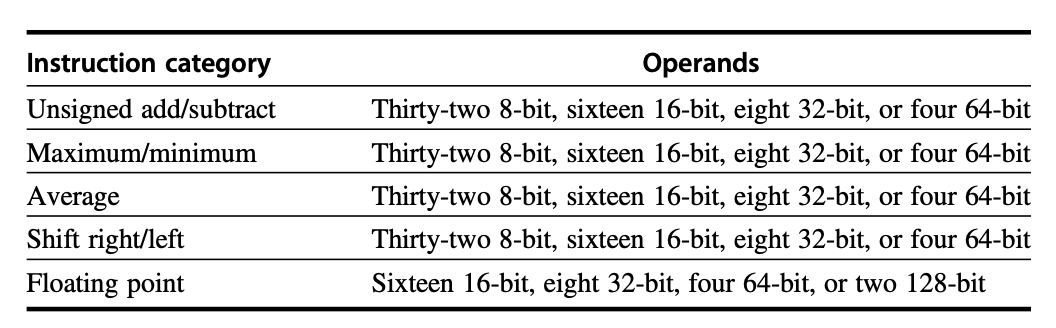 Instruction category Operands
Unsigned add/subtract Thirty-two 8-bit, sixteen 16-bit, eight 32-bit, or four 64-bit
Maximum/minimum Thirty-two 8-bit, sixteen 16-bit, eight 32-bit, or four 64-bit
Average Thirty-two 8-bit, sixteen 16-bit, eight 32-bit, or four 64-bit
Shift right/left Thirty-two 8-bit, sixteen 16-bit, eight 32-bit, or four 64-bit
Floating point Sixteen 16-bit, eight 32-bit, four 64-bit, or two 128-bit